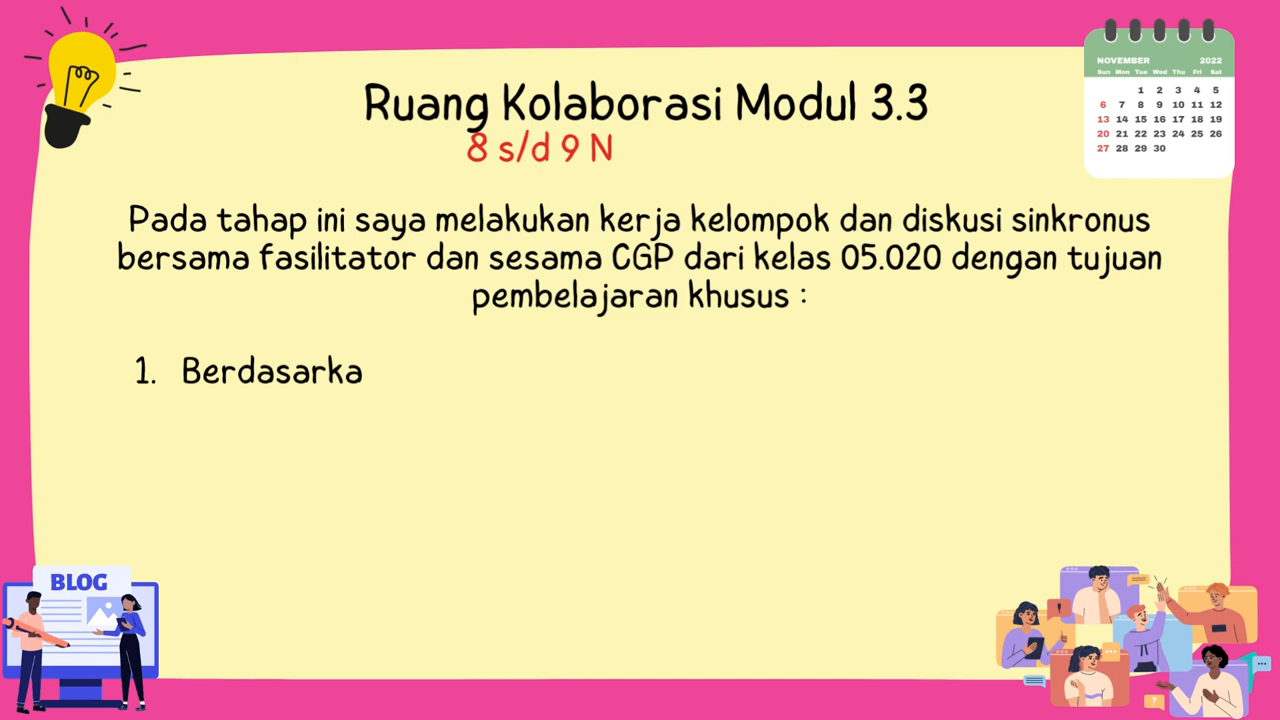 Ruang Kolaborasi Modul 3.3
8 s/d 9 N
NOVEMBER 2022
Sun Mon Tue Wed Thu Fri Sat
1 2 3 4 5
6 7 8 9 10 11 12
13 14 15 16 17 18 19
20 21 22 23 24 25 26
27 28 29 30
Pada tahap ini saya melakukan kerja kelompok dan diskusi sinkronus
bersama fasilitator dan sesama CGP dari kelas 05.020 dengan tujuan
pembelajaran khusus :
1. Berdasarka
BLOG